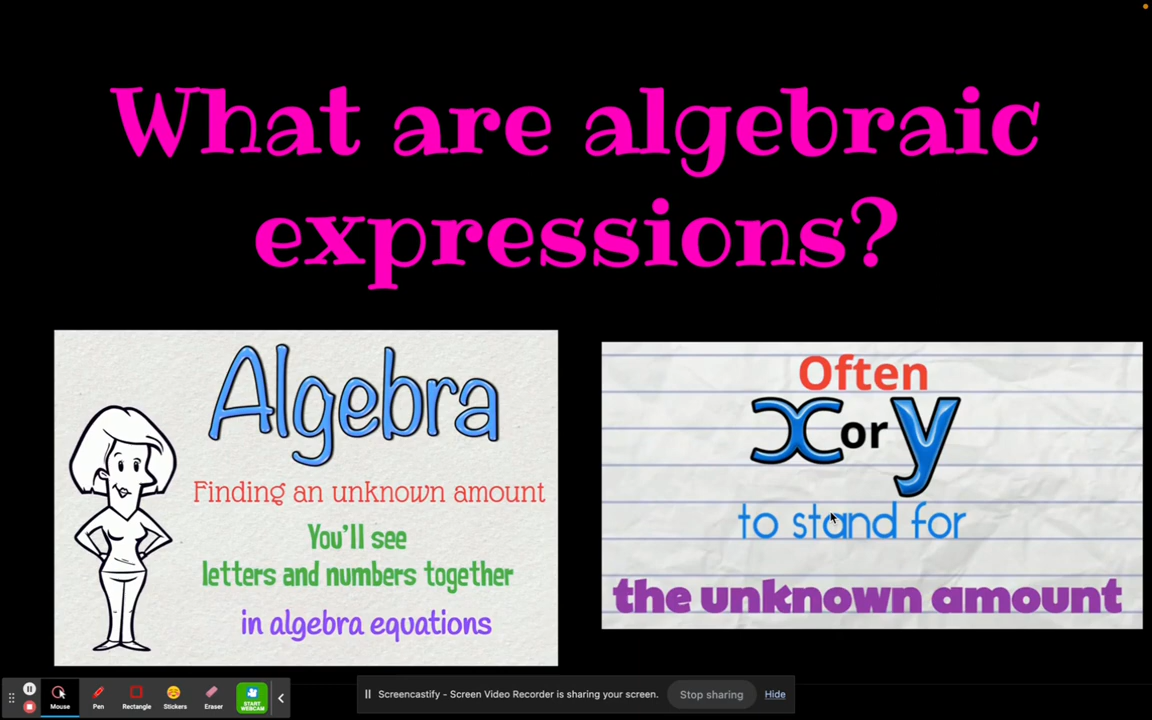 What are algebraic
expressions?
Algebra
Finding an unknown amount
You'll see
letters and numbers together
in algebra equations
Often
x or y
to stand for
the unknown amount
Mouse
Pen
Rectangle
Stickers
Eraser
START
WEBCAM
Screencastify - Screen Video Recorder is sharing your screen.
Stop sharing
Hide